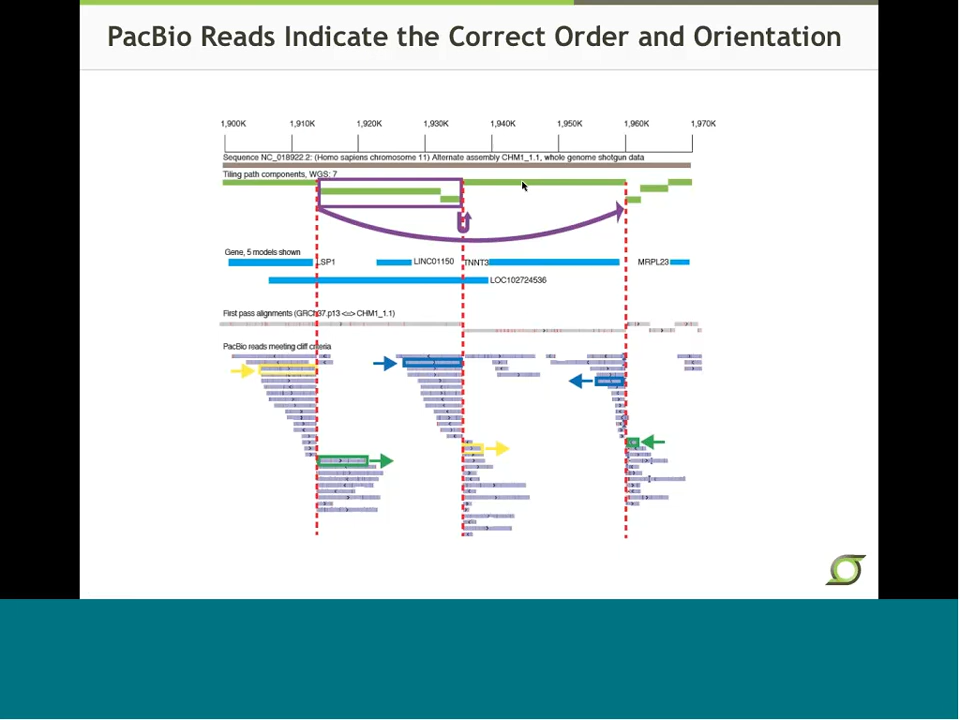 PacBio Reads Indicate the Correct Order and Orientation
1,900K 1,910K 1,920K 1,930K 1,940K 1,950K 1,960K 1,970K
Sequence NC_018922.2: (Homo sapiens chromosome 11) Alternate assembly CHM1_1.1, whole genome shotgun data
Tiling path components, WGS: 7
Gene, 5 models shown
LSP1 LINC01150 TNNT3 MRPL23
LOC102724536
First pass alignments (GRCh37.p13 <=> CHM1_1.1)
PacBio reads meeting cliff criteria